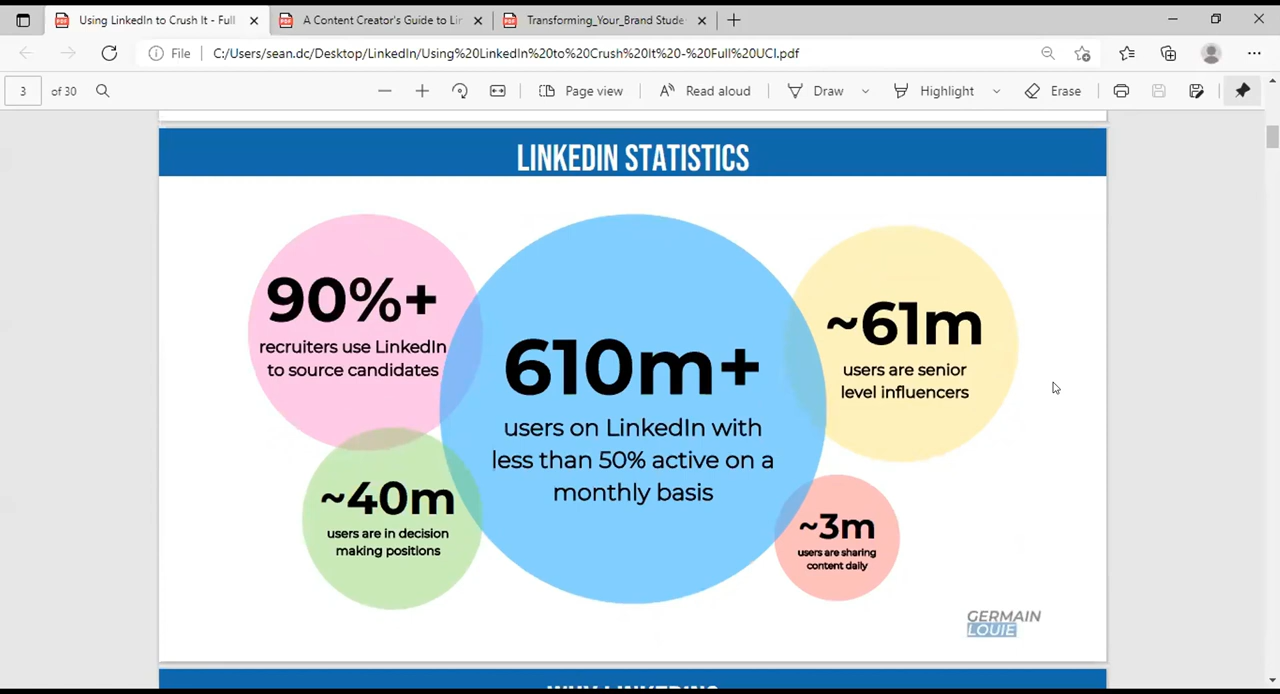 Using LinkedIn to Crush It - Full
A Content Creator's Guide to Lin
Transforming_Your_Brand Stude
File
C:/Users/sean.dc/Desktop/LinkedIn/Using%20LinkedIn%20to%20Crush%20It%20-%20Full%20UCI.pdf
3 of 30
Page view
Read aloud
Draw
Highlight
Erase
LINKEDIN STATISTICS
90%+
recruiters use LinkedIn
to source candidates
610m+
users on LinkedIn with
less than 50% active on a
monthly basis
~61m
users are senior
level influencers
~40m
users are in decision
making positions
~3m
users are sharing
content daily
GERMAIN
LOUIE